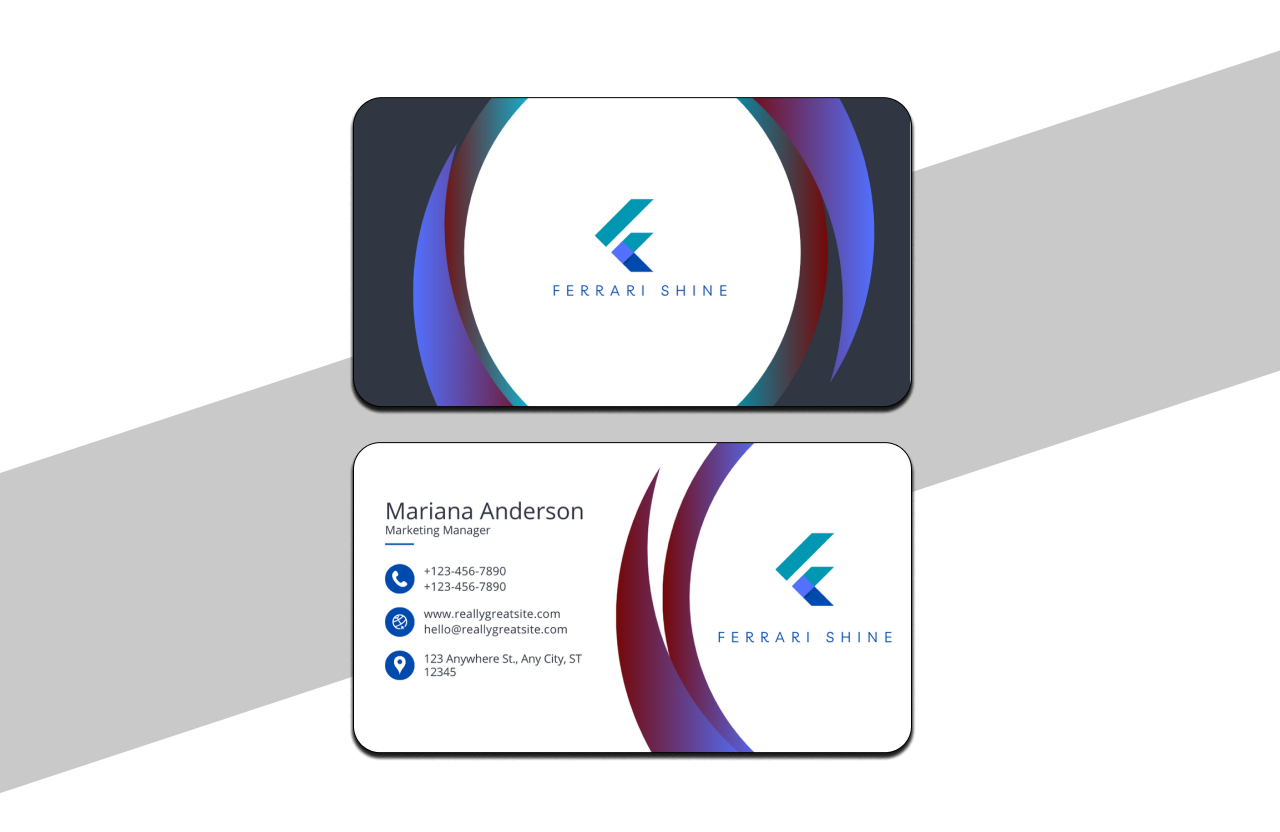 FERRARI SHINE
Mariana Anderson
Marketing Manager
+123-456-7890
+123-456-7890
www.reallygreatsite.com
hello@reallygreatsite.com
123 Anywhere St., Any City, ST
12345
FERRARI SHINE